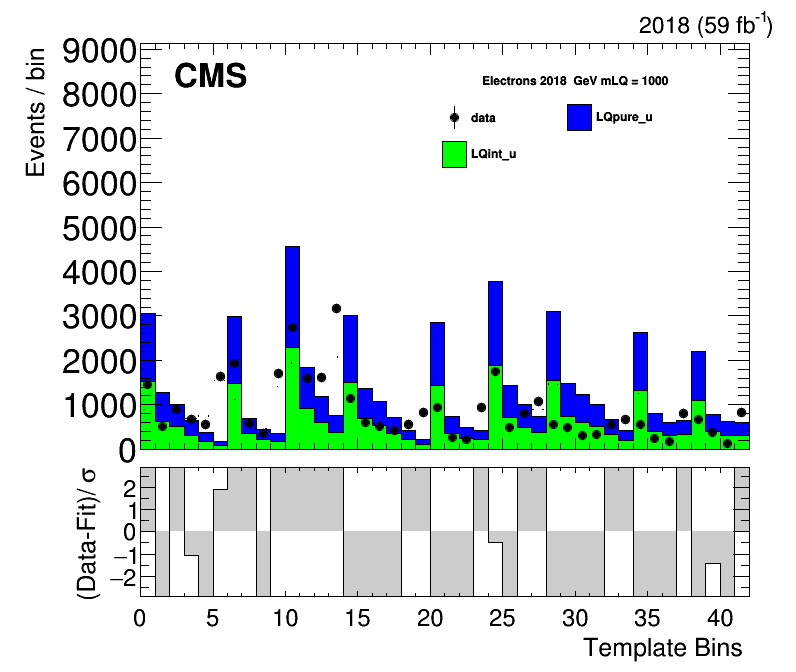 2018 (59 fb-1)
CMS
Electrons 2018 GeV mLQ = 1000
data
LQpure_u
LQint_u
Events / bin
9000
8000
7000
6000
5000
4000
3000
2000
1000
0
(Data-Fit)/ σ
2
1
0
−1
−2
0 5 10 15 20 25 30 35 40
Template Bins